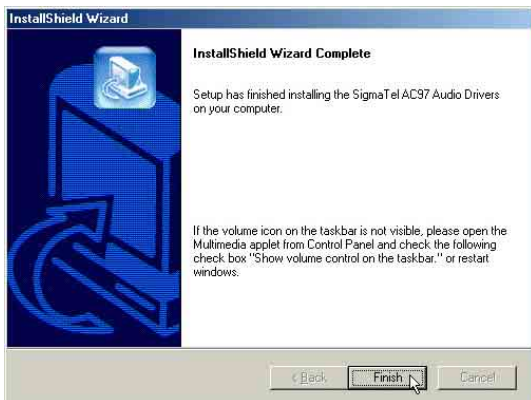 InstallShield Wizard
InstallShield Wizard Complete
Setup has finished installing the SigmaTel AC97 Audio Drivers
on your computer.
If the volume icon on the taskbar is not visible, please open the
Multimedia applet from Control Panel and check the following
check box "Show volume control on the taskbar." or restart
windows.
< Back
Finish
Cancel